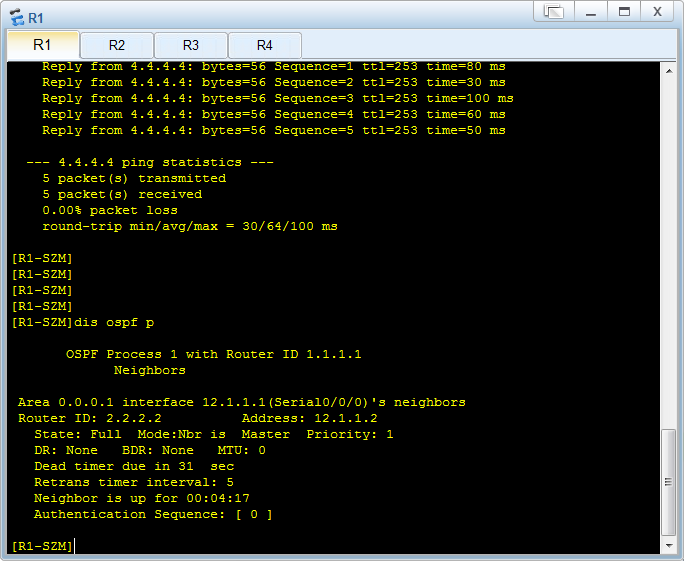 R1
R1 R2 R3 R4
Reply from 4.4.4.4: bytes=56 Sequence=1 ttl=253 time=80 ms
Reply from 4.4.4.4: bytes=56 Sequence=2 ttl=253 time=30 ms
Reply from 4.4.4.4: bytes=56 Sequence=3 ttl=253 time=100 ms
Reply from 4.4.4.4: bytes=56 Sequence=4 ttl=253 time=60 ms
Reply from 4.4.4.4: bytes=56 Sequence=5 ttl=253 time=50 ms
--- 4.4.4.4 ping statistics ---
5 packet(s) transmitted
5 packet(s) received
0.00% packet loss
round-trip min/avg/max = 30/64/100 ms
[R1-SZM]
[R1-SZM]
[R1-SZM]
[R1-SZM]
[R1-SZM]dis ospf p
OSPF Process 1 with Router ID 1.1.1.1
Neighbors
Area 0.0.0.1 interface 12.1.1.1(Serial0/0/0)'s neighbors
Router ID: 2.2.2.2 Address: 12.1.1.2
State: Full Mode:Nbr is Master Priority: 1
DR: None BDR: None MTU: 0
Dead timer due in 31 sec
Retrans timer interval: 5
Neighbor is up for 00:04:17
Authentication Sequence: [ 0 ]
[R1-SZM]